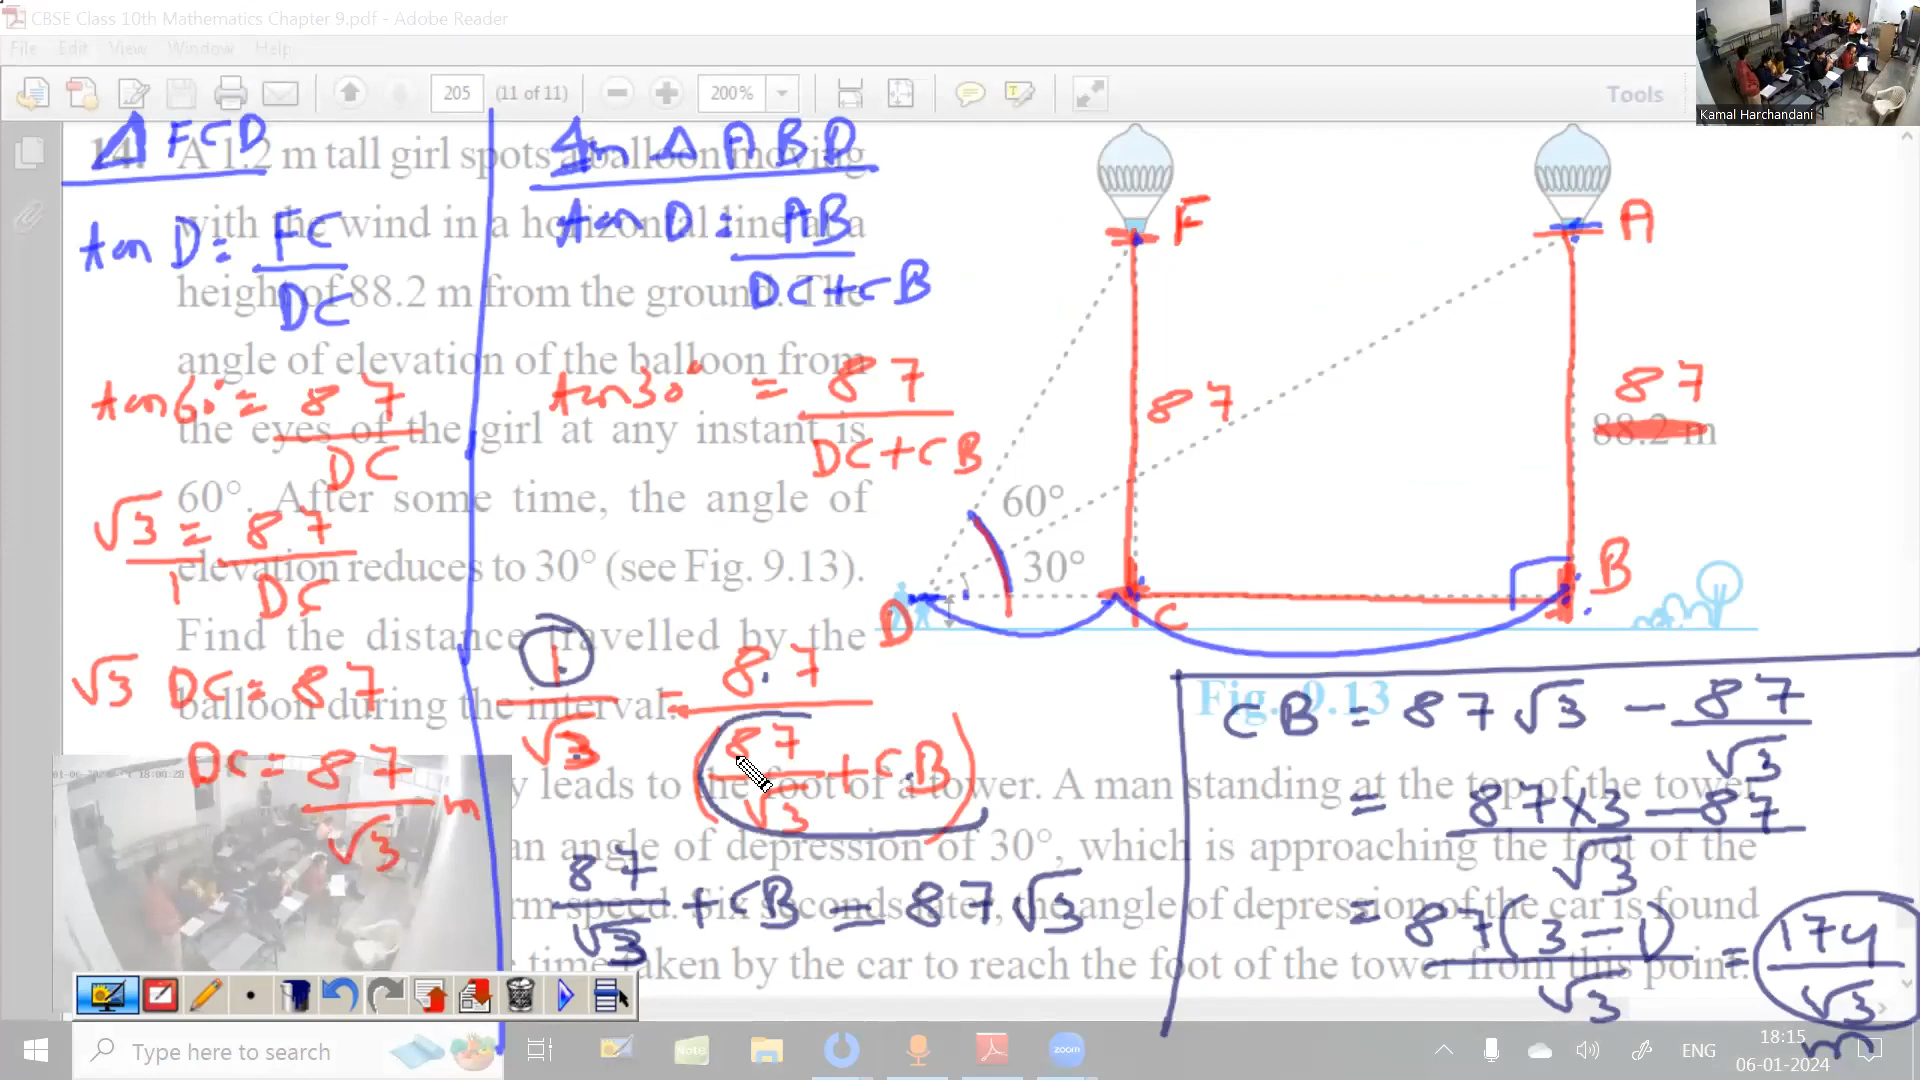 CBSE Class 10th Mathematics Chapter 9.pdf - Adobe Reader
File Edit View Window Help
205 (11 of 11) 200% Tools
Kamal Harchandani
14. A 1.2 m tall girl spots a balloon moving
with the wind in a horizontal line at a
height of 88.2 m from the ground. The
angle of elevation of the balloon from
the eyes of the girl at any instant is
60°. After some time, the angle of
elevation reduces to 30° (see Fig. 9.13).
Find the distance travelled by the
balloon during the interval.
Δ FCD
tan D = FC/DC
tan 60° = 87/DC
√3/1 = 87/DC
√3 DC = 87
DC = 87/√3 m
In Δ ABD
tan D = AB/DC+CB
tan 30° = 87/DC+CB
1/√3 = 87/(87/√3 + CB)
87/√3 + CB = 87√3
F
A
87
87
88.2 m
60°
30°
D
C
B
Fig. 9.13
CB = 87√3 - 87/√3
= 87×3-87/√3
= 87(3-1)/√3 = 174/√3 m
y leads to the foot of a tower. A man standing at the top of the tower
an angle of depression of 30°, which is approaching the foot of the
rm speed. Six seconds later, the angle of depression of the car is found
time taken by the car to reach the foot of the tower from this point.
Type here to search
Note
zoom
ENG
18:15
06-01-2024